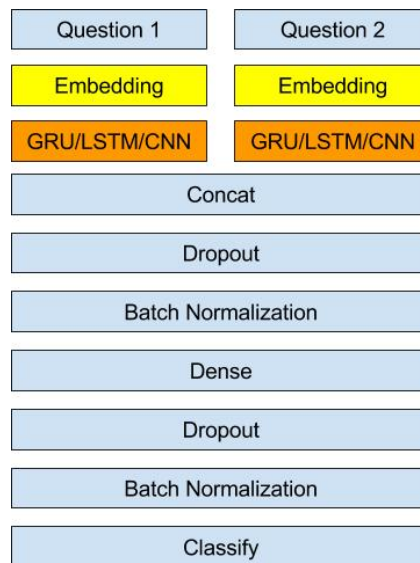 Question 1
Question 2
Embedding
Embedding
GRU/LSTM/CNN
GRU/LSTM/CNN
Concat
Dropout
Batch Normalization
Dense
Dropout
Batch Normalization
Classify